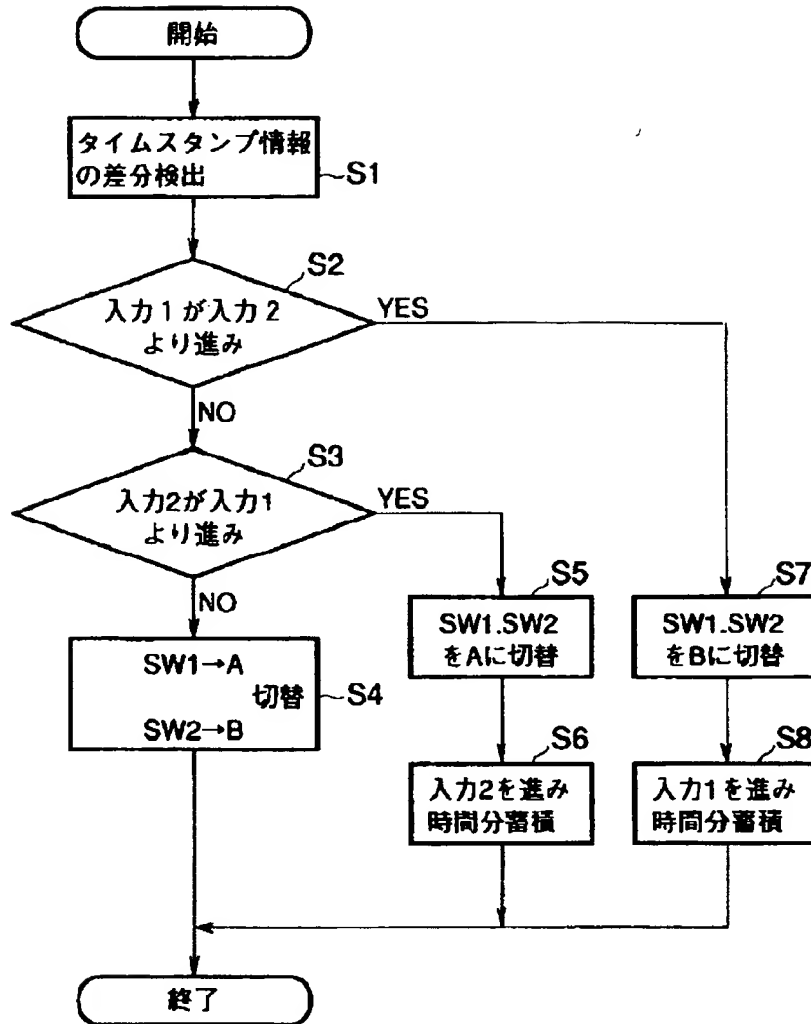 開始
タイムスタンプ情報
の差分検出
S1
S2
入力1が入力2
より進み
YES
NO
S3
入力2が入力1
より進み
YES
NO
S5
SW1.SW2
をAに切替
S7
SW1.SW2
をBに切替
SW1→A
切替
S4
SW2→B
S6
入力2を進み
時間分蓄積
S8
入力1を進み
時間分蓄積
終了